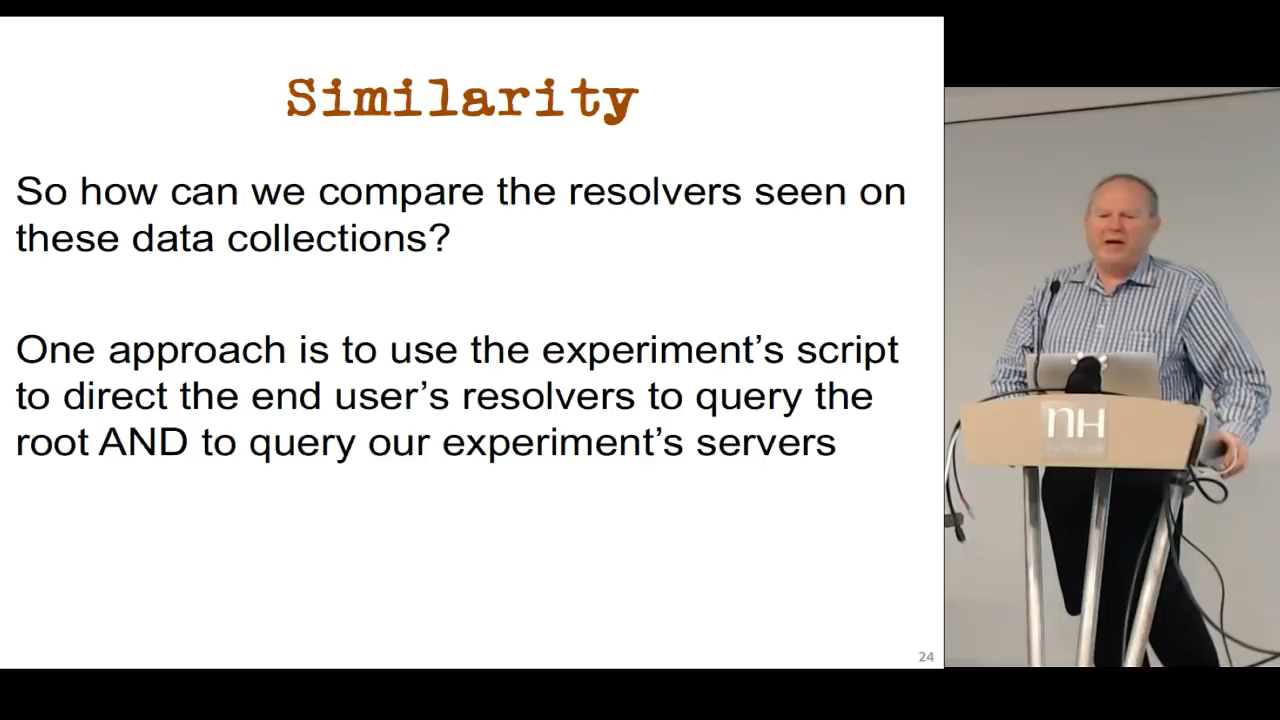 Similarity
So how can we compare the resolvers seen on
these data collections?
One approach is to use the experiment’s script
to direct the end user’s resolvers to query the
root AND to query our experiment’s servers
24
NH